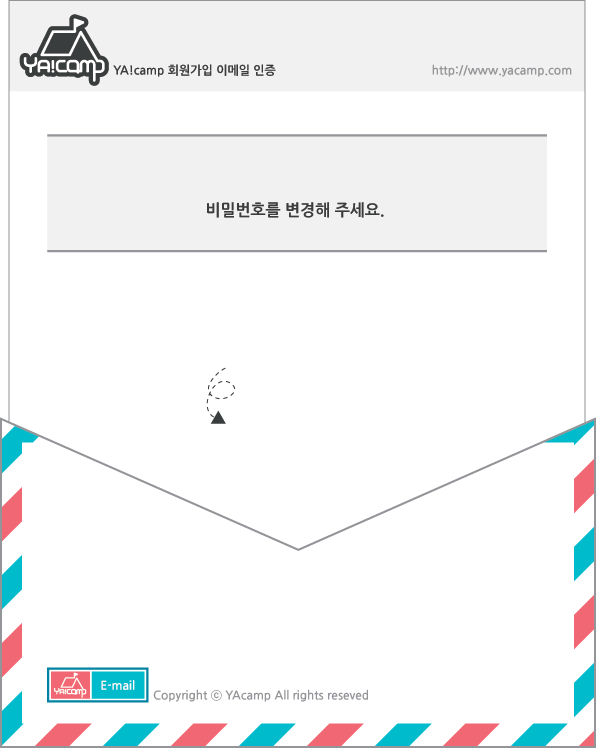 YA!camp
YA!camp 회원가입 이메일 인증
http://www.yacamp.com
비밀번호를 변경해 주세요.
YA!camp
E-mail
Copyright ⓒ YAcamp All rights reseved